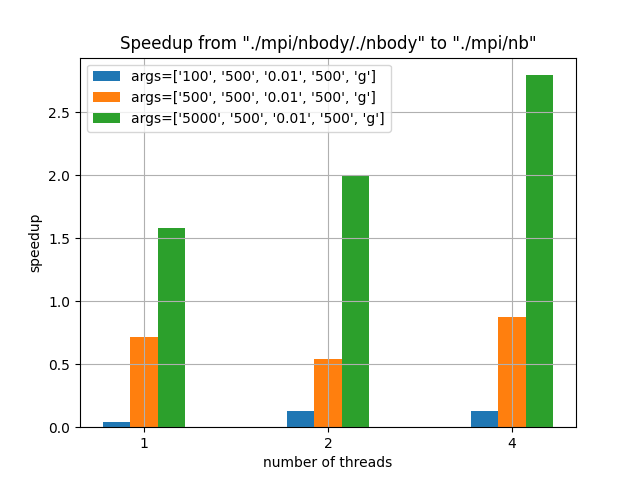 Speedup from "./mpi/nbody/./nbody" to "./mpi/nb"
args=['100', '500', '0.01', '500', 'g']
args=['500', '500', '0.01', '500', 'g']
args=['5000', '500', '0.01', '500', 'g']
speedup
2.5
2.0
1.5
1.0
0.5
0.0
1 2 4
number of threads